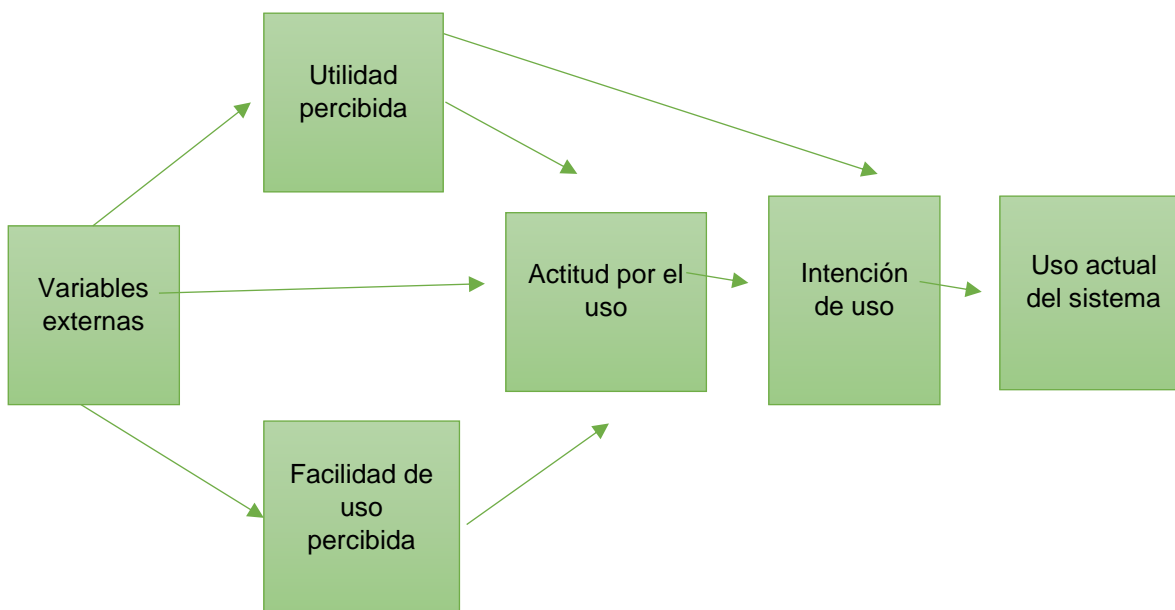 Utilidad
percibida
Variables
externas
Actitud por el
uso
Intención
de uso
Uso actual
del sistema
Facilidad de
uso
percibida